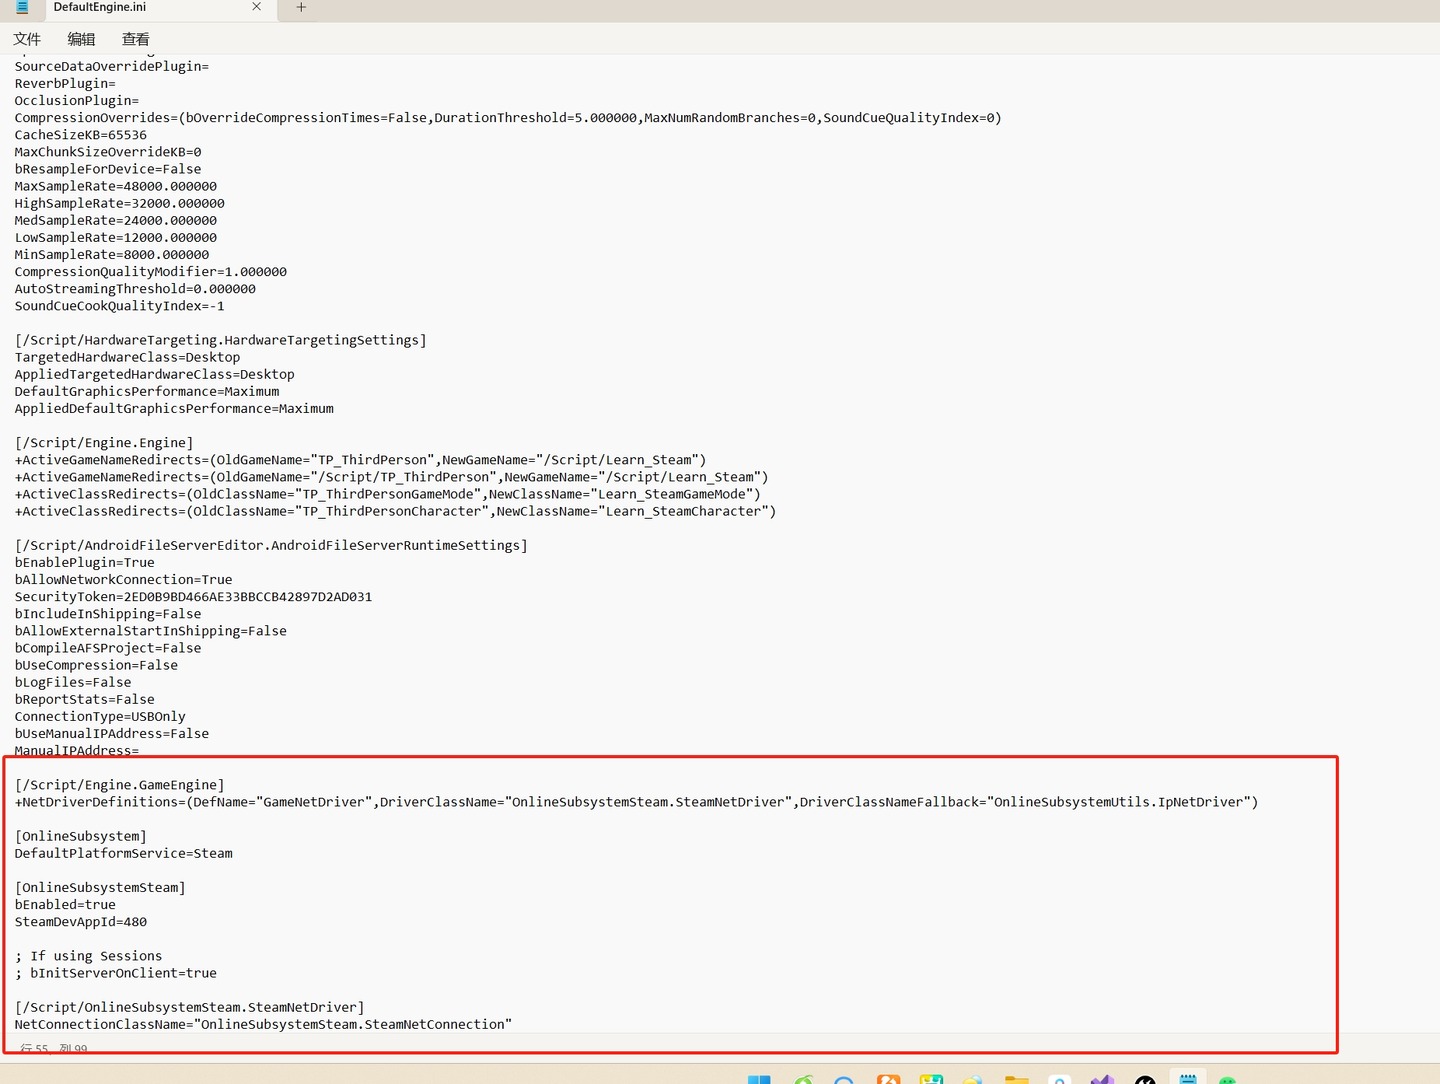 DefaultEngine.ini
文件 编辑 查看
SourceDataOverridePlugin=
ReverbPlugin=
OcclusionPlugin=
CompressionOverrides=(bOverrideCompressionTimes=False,DurationThreshold=5.000000,MaxNumRandomBranches=0,SoundCueQualityIndex=0)
CacheSizeKB=65536
MaxChunkSizeOverrideKB=0
bResampleForDevice=False
MaxSampleRate=48000.000000
HighSampleRate=32000.000000
MedSampleRate=24000.000000
LowSampleRate=12000.000000
MinSampleRate=8000.000000
CompressionQualityModifier=1.000000
AutoStreamingThreshold=0.000000
SoundCueCookQualityIndex=-1
[/Script/HardwareTargeting.HardwareTargetingSettings]
TargetedHardwareClass=Desktop
AppliedTargetedHardwareClass=Desktop
DefaultGraphicsPerformance=Maximum
AppliedDefaultGraphicsPerformance=Maximum
[/Script/Engine.Engine]
+ActiveGameNameRedirects=(OldGameName="TP_ThirdPerson",NewGameName="/Script/Learn_Steam")
+ActiveGameNameRedirects=(OldGameName="/Script/TP_ThirdPerson",NewGameName="/Script/Learn_Steam")
+ActiveClassRedirects=(OldClassName="TP_ThirdPersonGameMode",NewClassName="Learn_SteamGameMode")
+ActiveClassRedirects=(OldClassName="TP_ThirdPersonCharacter",NewClassName="Learn_SteamCharacter")
[/Script/AndroidFileServerEditor.AndroidFileServerRuntimeSettings]
bEnablePlugin=True
bAllowNetworkConnection=True
SecurityToken=2ED0B9BD466AE33BBCCB42897D2AD031
bIncludeInShipping=False
bAllowExternalStartInShipping=False
bCompileAFSProject=False
bUseCompression=False
bLogFiles=False
bReportStats=False
ConnectionType=USBOnly
bUseManualIPAddress=False
ManualIPAddress=
[/Script/Engine.GameEngine]
+NetDriverDefinitions=(DefName="GameNetDriver",DriverClassName="OnlineSubsystemSteam.SteamNetDriver",DriverClassNameFallback="OnlineSubsystemUtils.IpNetDriver")
[OnlineSubsystem]
DefaultPlatformService=Steam
[OnlineSubsystemSteam]
bEnabled=true
SteamDevAppId=480
; If using Sessions
; bInitServerOnClient=true
[/Script/OnlineSubsystemSteam.SteamNetDriver]
NetConnectionClassName="OnlineSubsystemSteam.SteamNetConnection"
行 55, 列 99